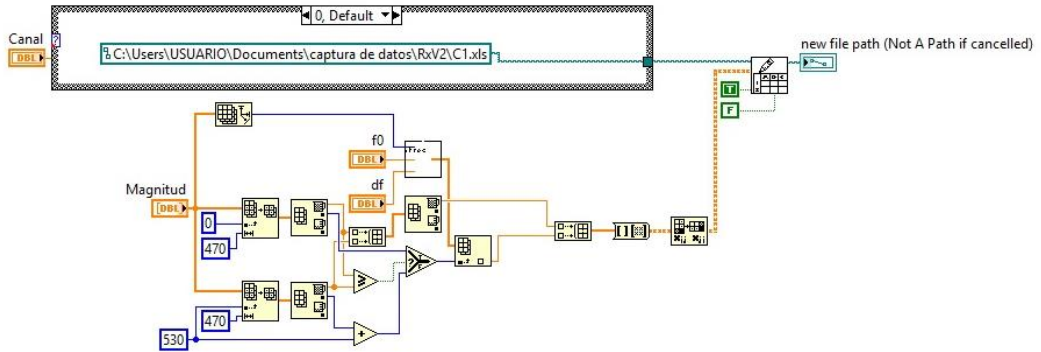 0, Default
Canal
DBL
C:\Users\USUARIO\Documents\captura de datos\RxV2\C1.xls
new file path (Not A Path if cancelled)
T
F
f0
DBL
df
DBL
Magnitud
[DBL]
0
470
470
530